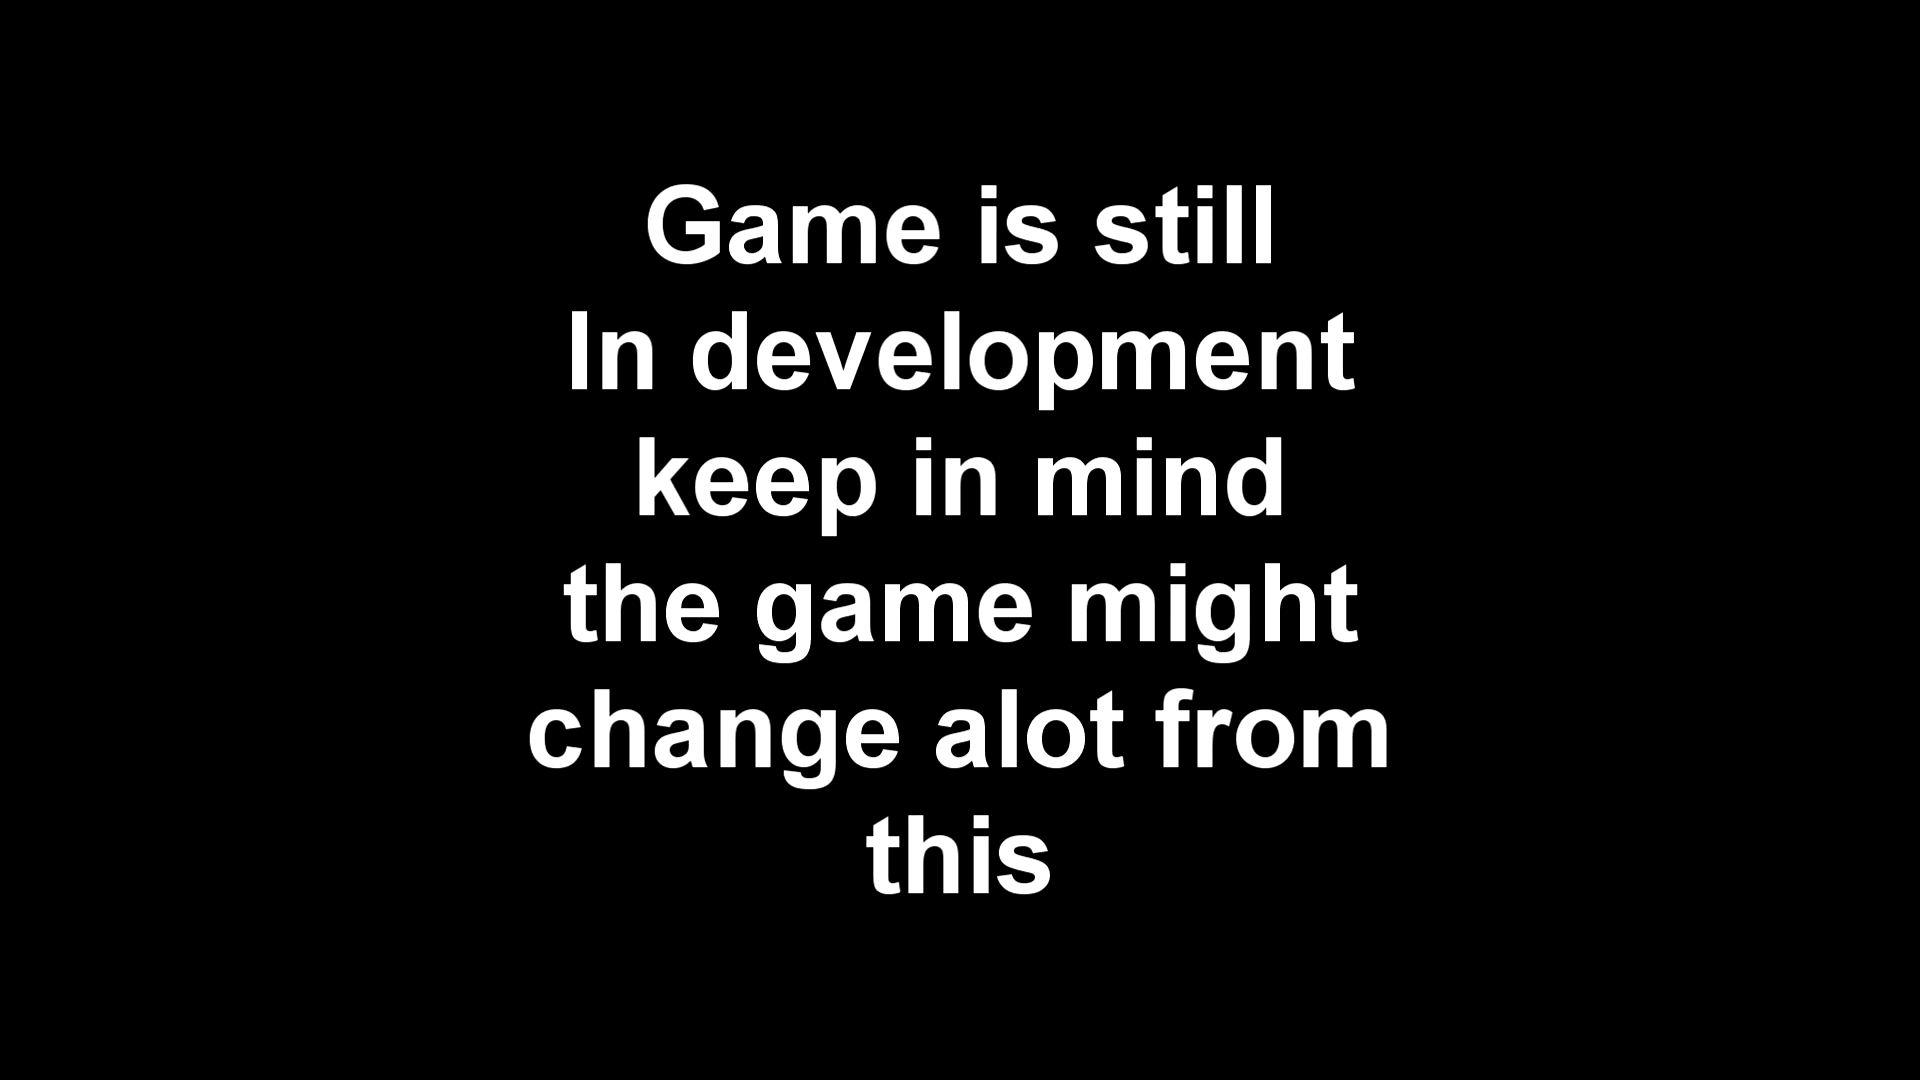 Game is still
In development
keep in mind
the game might
change alot from
this